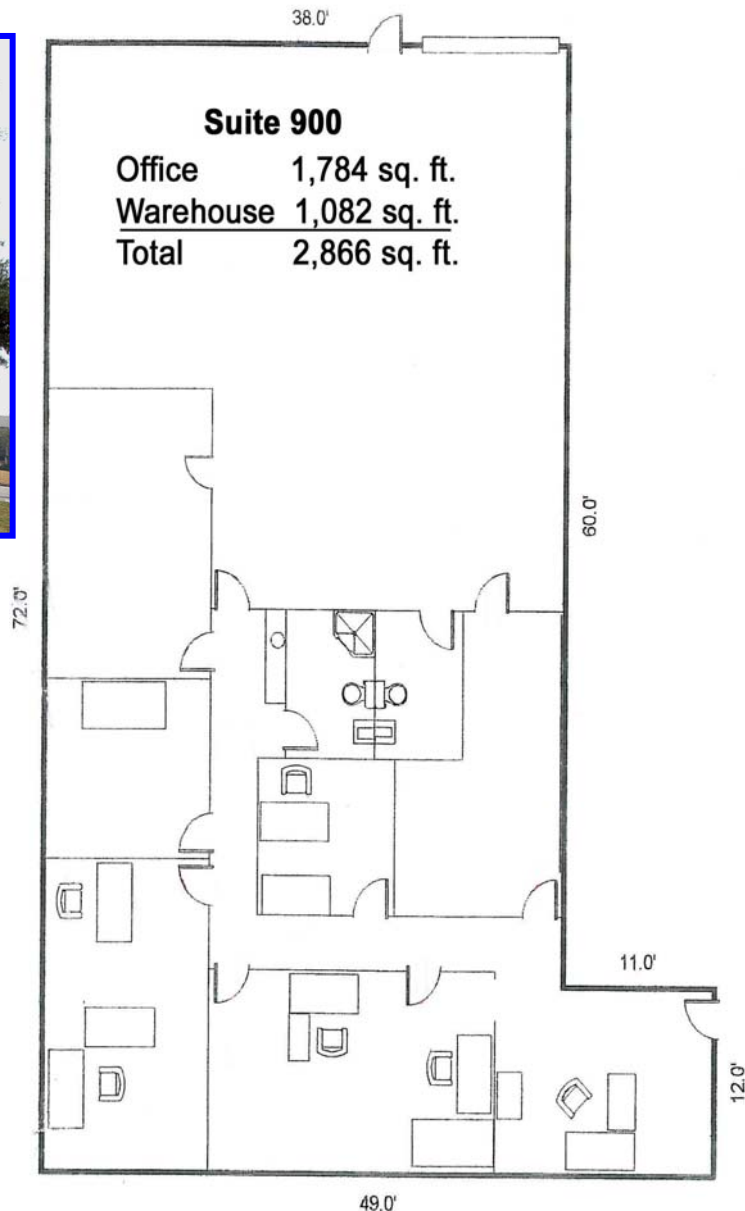 38.0'
Suite 900
Office 1,784 sq. ft.
Warehouse 1,082 sq. ft.
Total 2,866 sq. ft.
60.0'
72.0'
11.0'
12.0'
49.0'